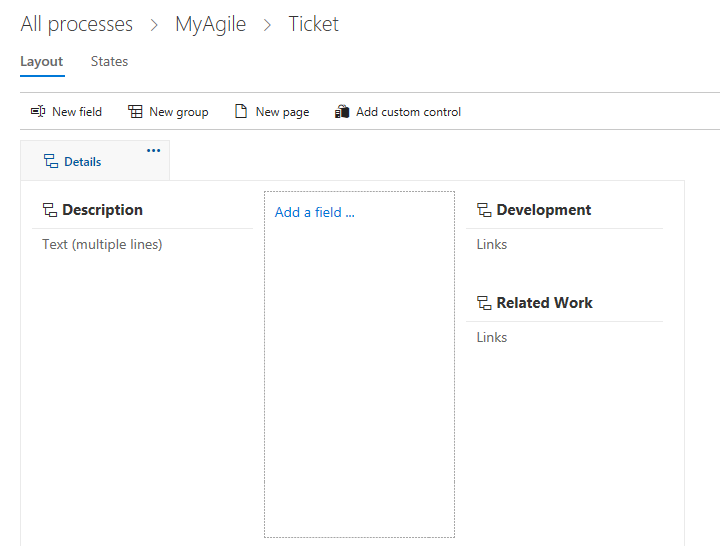 All processes > MyAgile > Ticket
Layout States
New field New group New page Add custom control
Details ...
Description
Text (multiple lines)
Add a field ...
Development
Links
Related Work
Links